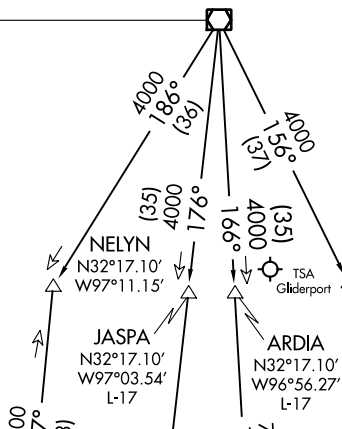 4000
186°
(36)
(35)
4000
176°
166°
4000
(35)
4000
156°
(37)
NELYN
N32°17.10'
W97°11.15'
TSA
Gliderport
JASPA
N32°17.10'
W97°03.54'
L-17
ARDIA
N32°17.10'
W96°56.27'
L-17